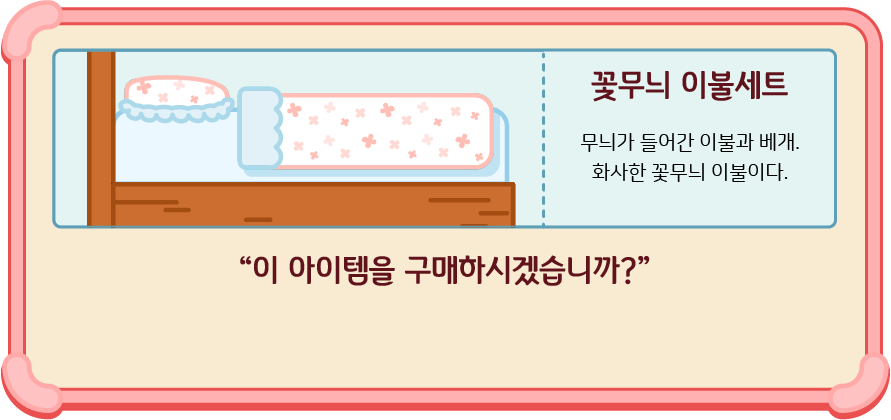 꽃무늬 이불세트
무늬가 들어간 이불과 베개.
화사한 꽃무늬 이불이다.
“이 아이템을 구매하시겠습니까?”